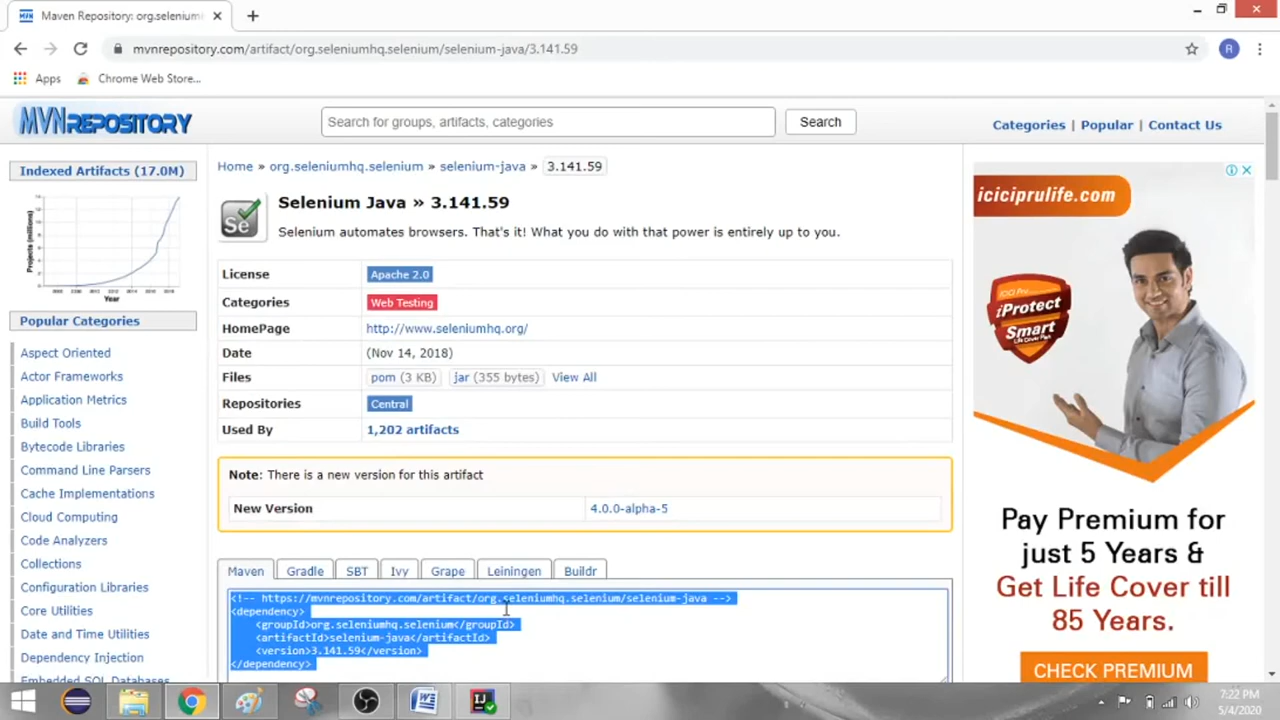 Maven Repository: org.selenium
mvnrepository.com/artifact/org.seleniumhq.selenium/selenium-java/3.141.59
R
Apps
Chrome Web Store...
MVNREPOSITORY
Search for groups, artifacts, categories
Search
Categories | Popular | Contact Us
Indexed Artifacts (17.0M)
Projects (millions)
Year
Popular Categories
Aspect Oriented
Actor Frameworks
Application Metrics
Build Tools
Bytecode Libraries
Command Line Parsers
Cache Implementations
Cloud Computing
Code Analyzers
Collections
Configuration Libraries
Core Utilities
Date and Time Utilities
Dependency Injection
Embedded SQL Databases
Home » org.seleniumhq.selenium » selenium-java » 3.141.59
Se
Selenium Java » 3.141.59
Selenium automates browsers. That's it! What you do with that power is entirely up to you.
License Apache 2.0
Categories Web Testing
HomePage http://www.seleniumhq.org/
Date (Nov 14, 2018)
Files pom (3 KB) jar (355 bytes) View All
Repositories Central
Used By 1,202 artifacts
Note: There is a new version for this artifact
New Version 4.0.0-alpha-5
Maven Gradle SBT Ivy Grape Leiningen Buildr
<!-- https://mvnrepository.com/artifact/org.seleniumhq.selenium/selenium-java -->
<dependency>
<groupId>org.seleniumhq.selenium</groupId>
<artifactId>selenium-java</artifactId>
<version>3.141.59</version>
</dependency>
iciciprulife.com
iProtect
Smart
Pay Premium for
just 5 Years &
Get Life Cover till
85 Years.
CHECK PREMIUM
7:22 PM
5/4/2020